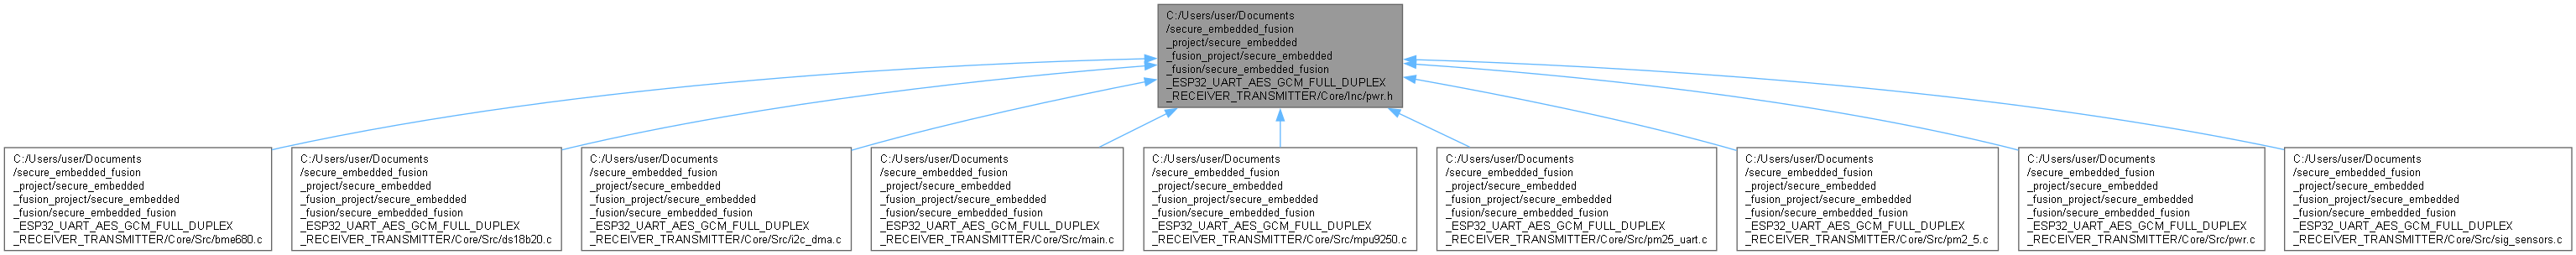 C:/Users/user/Documents
/secure_embedded_fusion
_project/secure_embedded
_fusion_project/secure_embedded
_fusion/secure_embedded_fusion
_ESP32_UART_AES_GCM_FULL_DUPLEX
_RECEIVER_TRANSMITTER/Core/Inc/pwr.h
C:/Users/user/Documents
/secure_embedded_fusion
_project/secure_embedded
_fusion_project/secure_embedded
_fusion/secure_embedded_fusion
_ESP32_UART_AES_GCM_FULL_DUPLEX
_RECEIVER_TRANSMITTER/Core/Src/bme680.c
C:/Users/user/Documents
/secure_embedded_fusion
_project/secure_embedded
_fusion_project/secure_embedded
_fusion/secure_embedded_fusion
_ESP32_UART_AES_GCM_FULL_DUPLEX
_RECEIVER_TRANSMITTER/Core/Src/ds18b20.c
C:/Users/user/Documents
/secure_embedded_fusion
_project/secure_embedded
_fusion_project/secure_embedded
_fusion/secure_embedded_fusion
_ESP32_UART_AES_GCM_FULL_DUPLEX
_RECEIVER_TRANSMITTER/Core/Src/i2c_dma.c
C:/Users/user/Documents
/secure_embedded_fusion
_project/secure_embedded
_fusion_project/secure_embedded
_fusion/secure_embedded_fusion
_ESP32_UART_AES_GCM_FULL_DUPLEX
_RECEIVER_TRANSMITTER/Core/Src/main.c
C:/Users/user/Documents
/secure_embedded_fusion
_project/secure_embedded
_fusion_project/secure_embedded
_fusion/secure_embedded_fusion
_ESP32_UART_AES_GCM_FULL_DUPLEX
_RECEIVER_TRANSMITTER/Core/Src/mpu9250.c
C:/Users/user/Documents
/secure_embedded_fusion
_project/secure_embedded
_fusion_project/secure_embedded
_fusion/secure_embedded_fusion
_ESP32_UART_AES_GCM_FULL_DUPLEX
_RECEIVER_TRANSMITTER/Core/Src/pm25_uart.c
C:/Users/user/Documents
/secure_embedded_fusion
_project/secure_embedded
_fusion_project/secure_embedded
_fusion/secure_embedded_fusion
_ESP32_UART_AES_GCM_FULL_DUPLEX
_RECEIVER_TRANSMITTER/Core/Src/pm2_5.c
C:/Users/user/Documents
/secure_embedded_fusion
_project/secure_embedded
_fusion_project/secure_embedded
_fusion/secure_embedded_fusion
_ESP32_UART_AES_GCM_FULL_DUPLEX
_RECEIVER_TRANSMITTER/Core/Src/pwr.c
C:/Users/user/Documents
/secure_embedded_fusion
_project/secure_embedded
_fusion_project/secure_embedded
_fusion/secure_embedded_fusion
_ESP32_UART_AES_GCM_FULL_DUPLEX
_RECEIVER_TRANSMITTER/Core/Src/sig_sensors.c